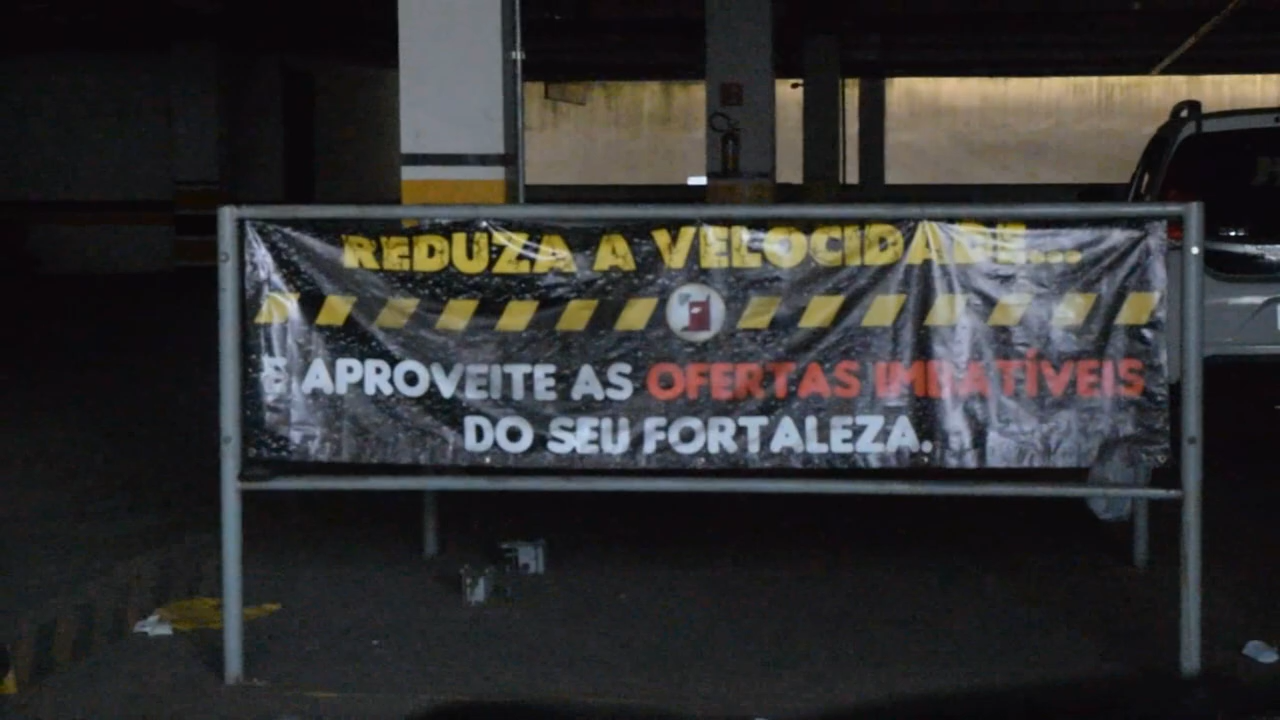 REDUZA A VELOCIDADE...
E APROVEITE AS OFERTAS IMBATÍVEIS
DO SEU FORTALEZA.